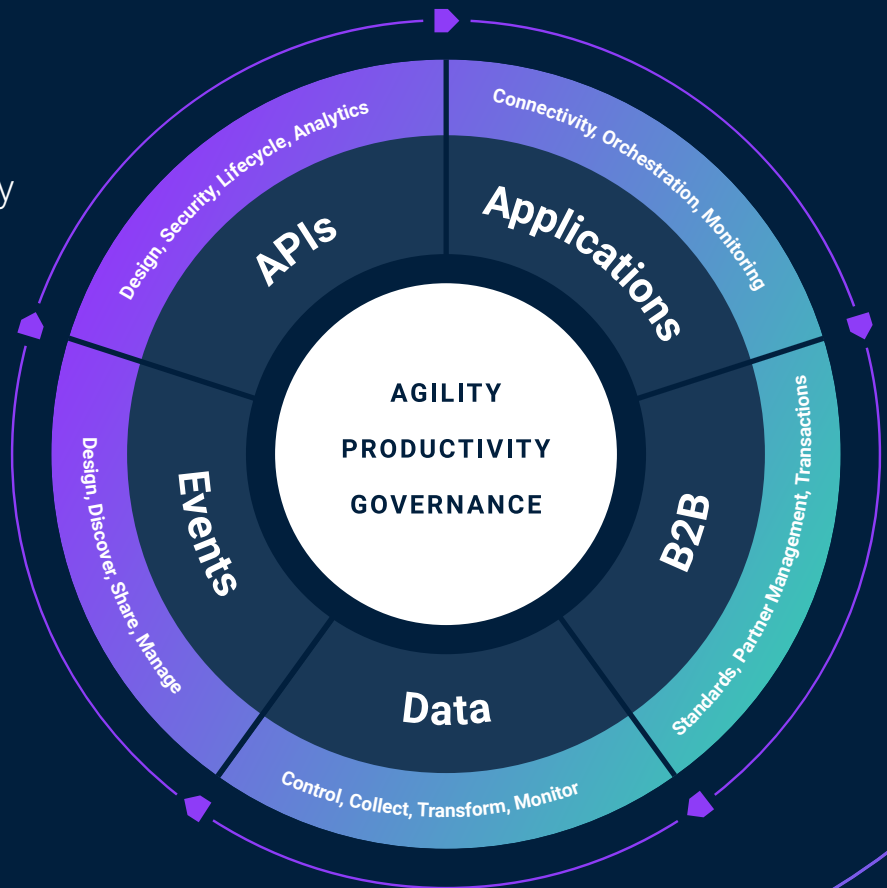 y
Design, Security, Lifecycle, Analytics
APIs
Connectivity, Orchestration, Monitoring
Applications
Standards, Partner Management, Transactions
B2B
Control, Collect, Transform, Monitor
Data
Design, Discover, Share, Manage
Events
AGILITY
PRODUCTIVITY
GOVERNANCE